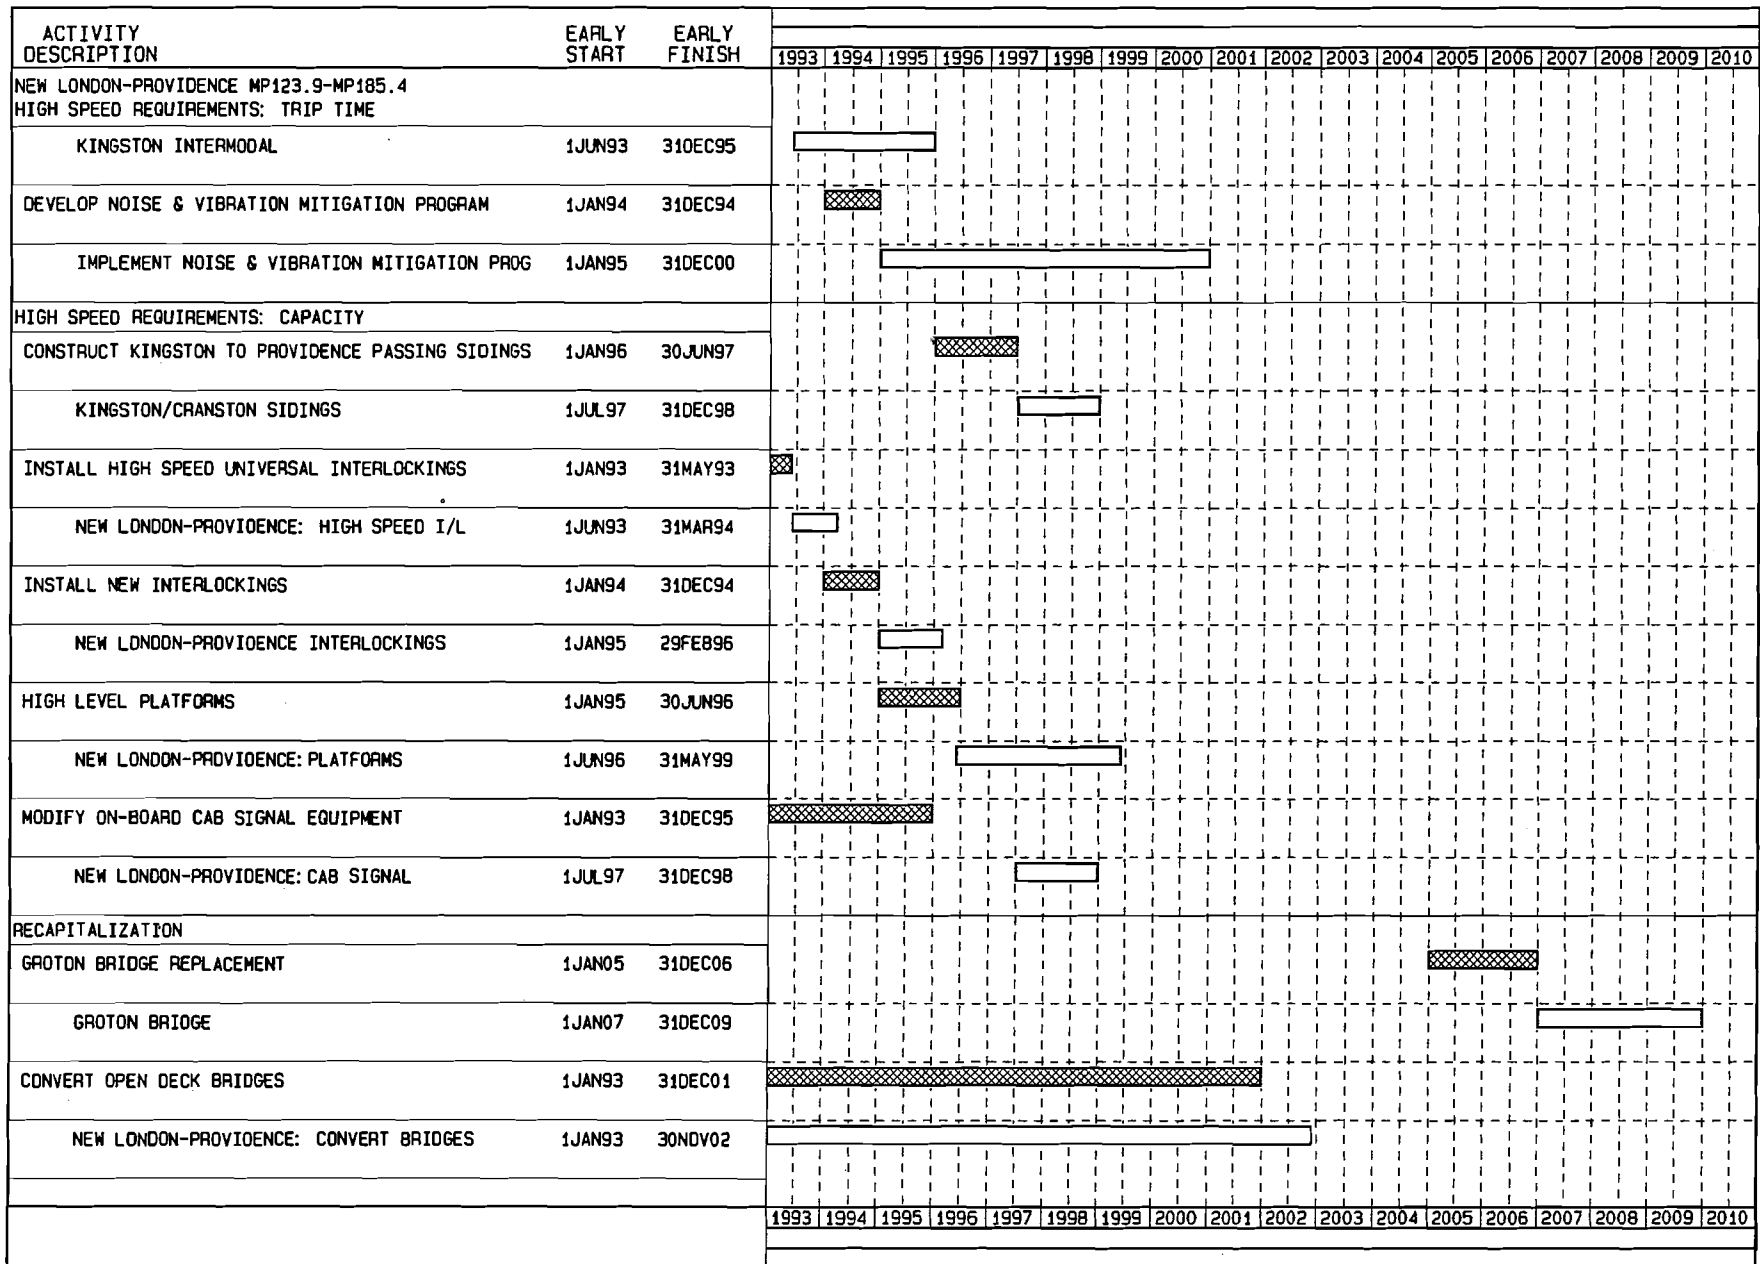 ACTIVITY EARLY EARLY
DESCRIPTION START FINISH 1993 1994 1995 1996 1997 1998 1999 2000 2001 2002 2003 2004 2005 2006 2007 2008 2009 2010
NEW LONDON-PROVIDENCE MP123.9-MP185.4
HIGH SPEED REQUIREMENTS: TRIP TIME
KINGSTON INTERMODAL 1JUN93 31DEC95
DEVELOP NOISE & VIBRATION MITIGATION PROGRAM 1JAN94 31DEC94
IMPLEMENT NOISE & VIBRATION MITIGATION PROG 1JAN95 31DEC00
HIGH SPEED REQUIREMENTS: CAPACITY
CONSTRUCT KINGSTON TO PROVIDENCE PASSING SIDINGS 1JAN96 30JUN97
KINGSTON/CRANSTON SIDINGS 1JUL97 31DEC98
INSTALL HIGH SPEED UNIVERSAL INTERLOCKINGS 1JAN93 31MAY93
NEW LONDON-PROVIDENCE: HIGH SPEED I/L 1JUN93 31MAR94
INSTALL NEW INTERLOCKINGS 1JAN94 31DEC94
NEW LONDON-PROVIDENCE INTERLOCKINGS 1JAN95 29FEB96
HIGH LEVEL PLATFORMS 1JAN95 30JUN96
NEW LONDON-PROVIDENCE: PLATFORMS 1JUN96 31MAY99
MODIFY ON-BOARD CAB SIGNAL EQUIPMENT 1JAN93 31DEC95
NEW LONDON-PROVIDENCE: CAB SIGNAL 1JUL97 31DEC98
RECAPITALIZATION
GROTON BRIDGE REPLACEMENT 1JAN05 31DEC06
GROTON BRIDGE 1JAN07 31DEC09
CONVERT OPEN DECK BRIDGES 1JAN93 31DEC01
NEW LONDON-PROVIDENCE: CONVERT BRIDGES 1JAN93 30NOV02
1993 1994 1995 1996 1997 1998 1999 2000 2001 2002 2003 2004 2005 2006 2007 2008 2009 2010